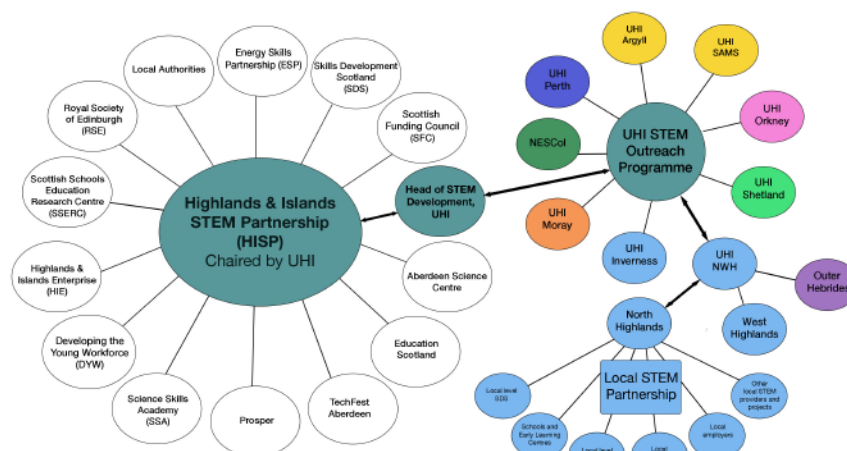 Energy Skills
Partnership (ESP)
Skills Development
Scotland
(SDS)
Local Authorities
Royal Society
of Edinburgh
(RSE)
Scottish
Funding Council
(SFC)
Scottish Schools
Education
Research Centre
(SSERC)
Highlands & Islands
STEM Partnership
(HISP)
Chaired by UHI
Head of STEM
Development,
UHI
Highlands &
Islands Enterprise
(HIE)
Aberdeen Science
Centre
Developing the
Young Workforce
(DYW)
Education
Scotland
Science Skills
Academy
(SSA)
Prosper
TechFest
Aberdeen
UHI
Argyll
UHI
SAMS
UHI
Perth
UHI
Orkney
NESCol
UHI STEM
Outreach
Programme
UHI
Shetland
UHI
Moray
UHI
Inverness
UHI
NWH
Outer
Hebrides
North
Highlands
West
Highlands
Local level
SDS
Local STEM
Partnership
Other
local STEM
providers and
projects
Schools and
Early Learning
Centres
Local
employers
Local level
Local